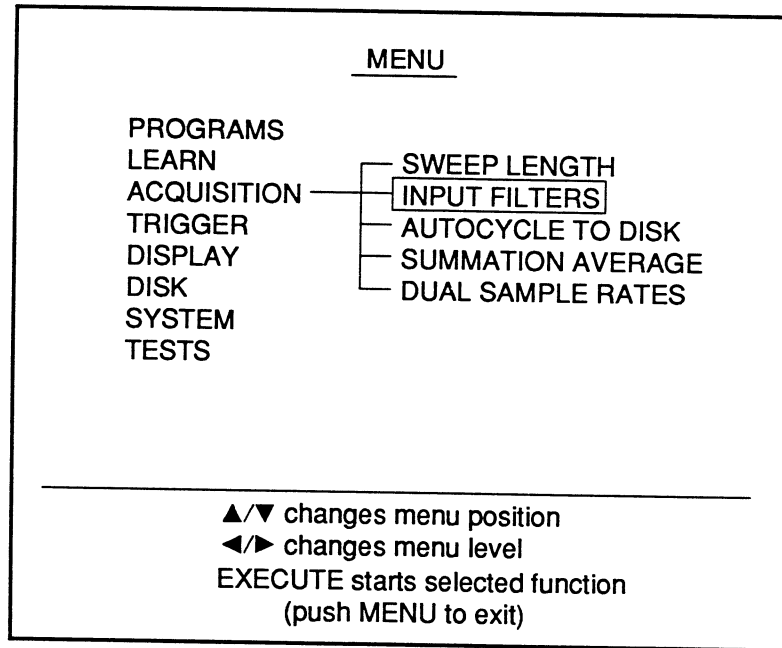 MENU
PROGRAMS
LEARN
ACQUISITION
TRIGGER
DISPLAY
DISK
SYSTEM
TESTS
SWEEP LENGTH
INPUT FILTERS
AUTOCYCLE TO DISK
SUMMATION AVERAGE
DUAL SAMPLE RATES
▲/▼ changes menu position
◄/► changes menu level
EXECUTE starts selected function
(push MENU to exit)